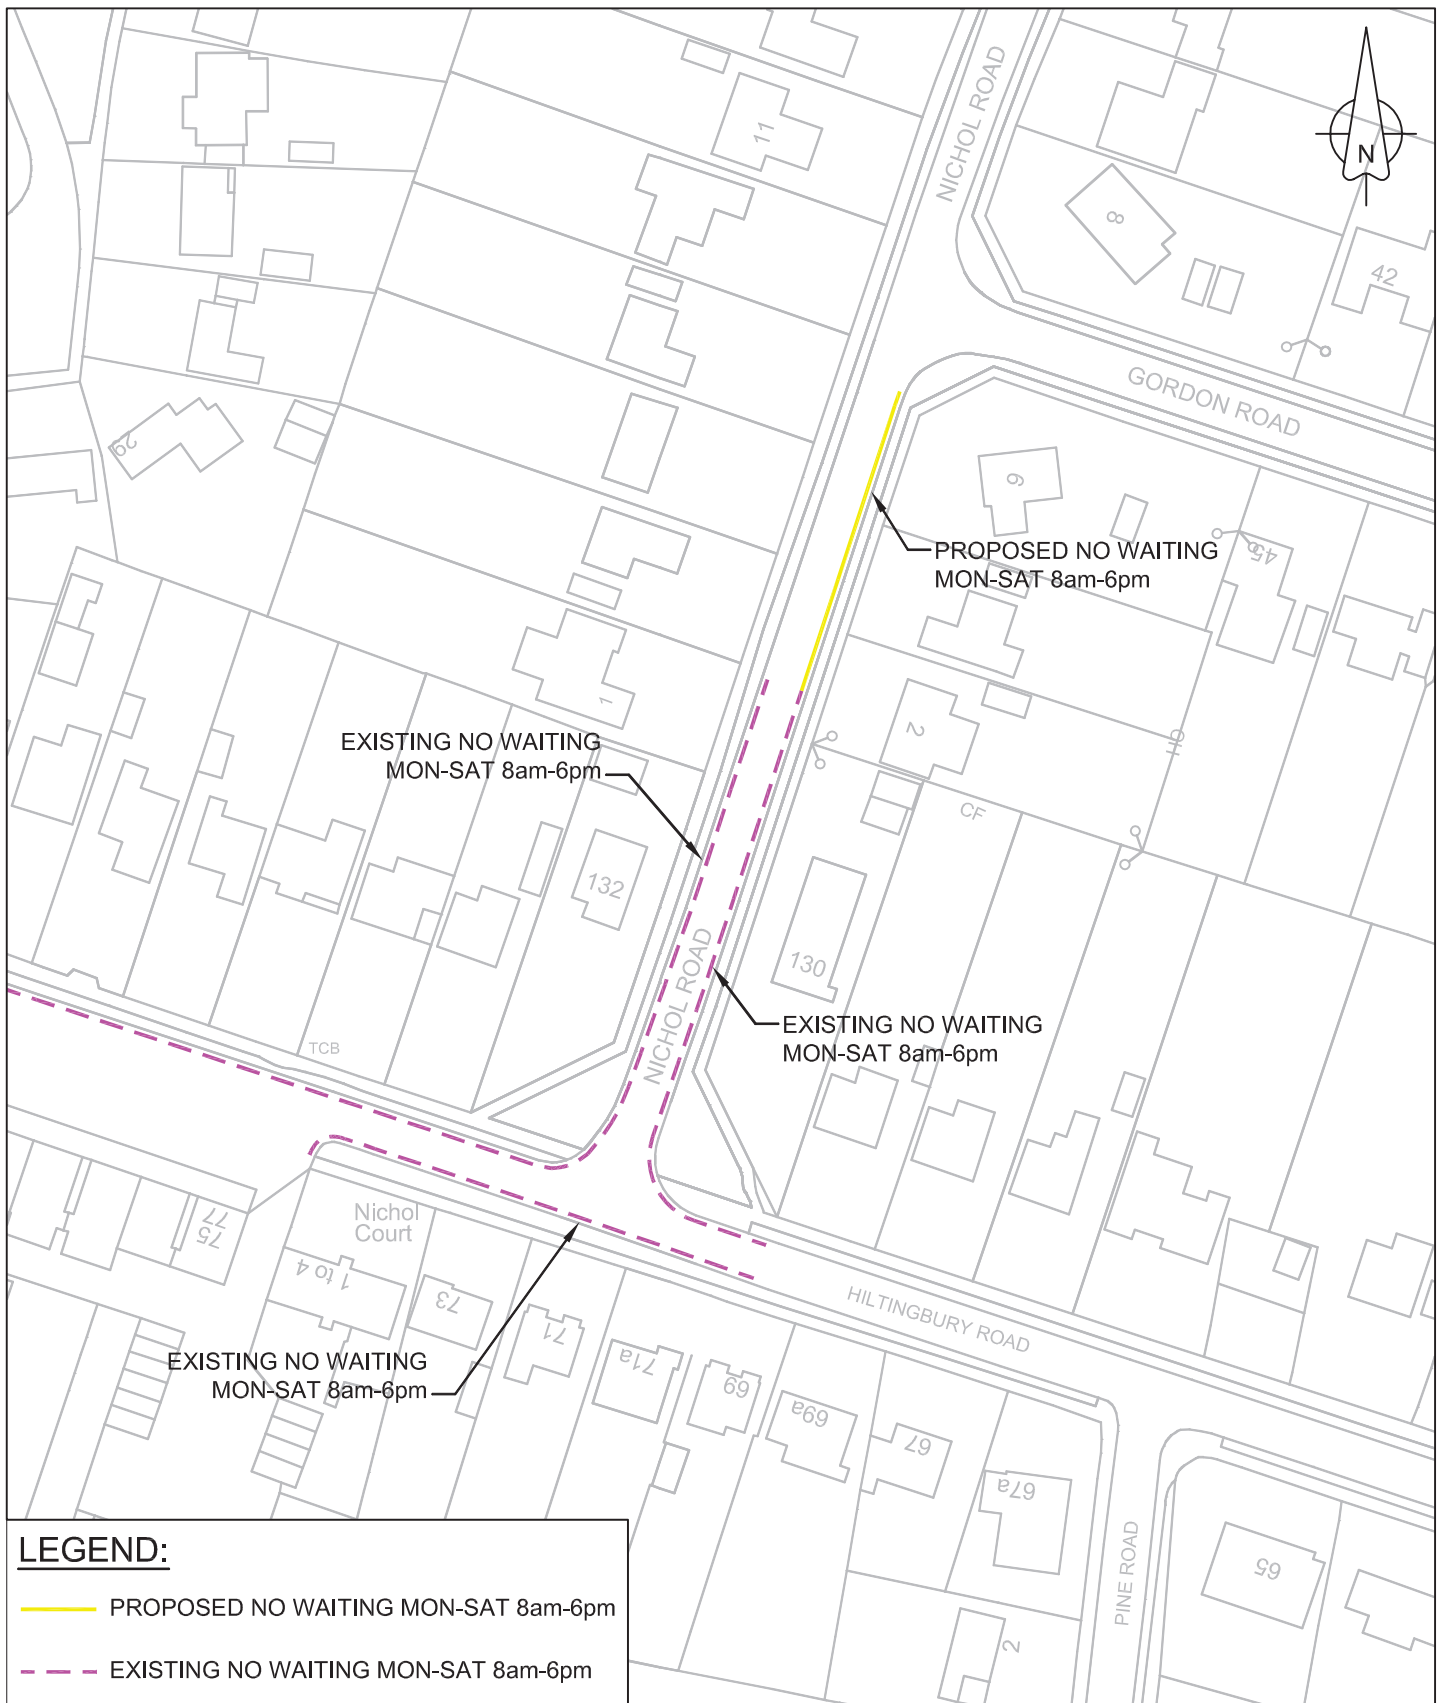 11
NICHOL ROAD
N
8
42
GORDON ROAD
29
9
45
PROPOSED NO WAITING
MON-SAT 8am-6pm
1
2
EXISTING NO WAITING
MON-SAT 8am-6pm
CH
CF
132
130
NICHOL ROAD
EXISTING NO WAITING
MON-SAT 8am-6pm
TCB
Nichol
Court
77
75
1 to 4
73
71
71a
69
69a
67
67a
HILTINGBURY ROAD
EXISTING NO WAITING
MON-SAT 8am-6pm
PINE ROAD
65
2
LEGEND:
PROPOSED NO WAITING MON-SAT 8am-6pm
EXISTING NO WAITING MON-SAT 8am-6pm